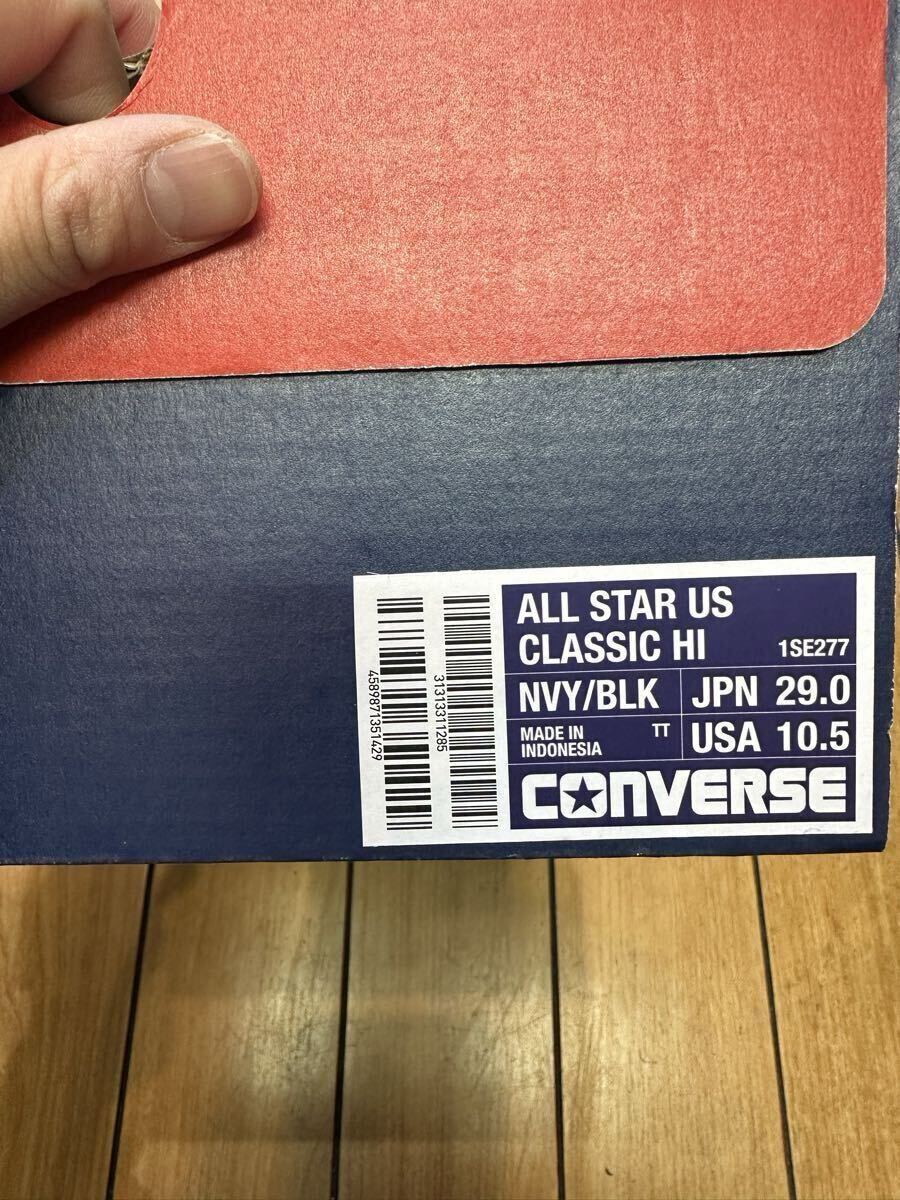 ALL STAR US
CLASSIC HI 1SE277
NVY/BLK JPN 29.0
MADE IN INDONESIA TT USA 10.5
CONVERSE
4589871351429
31313311285